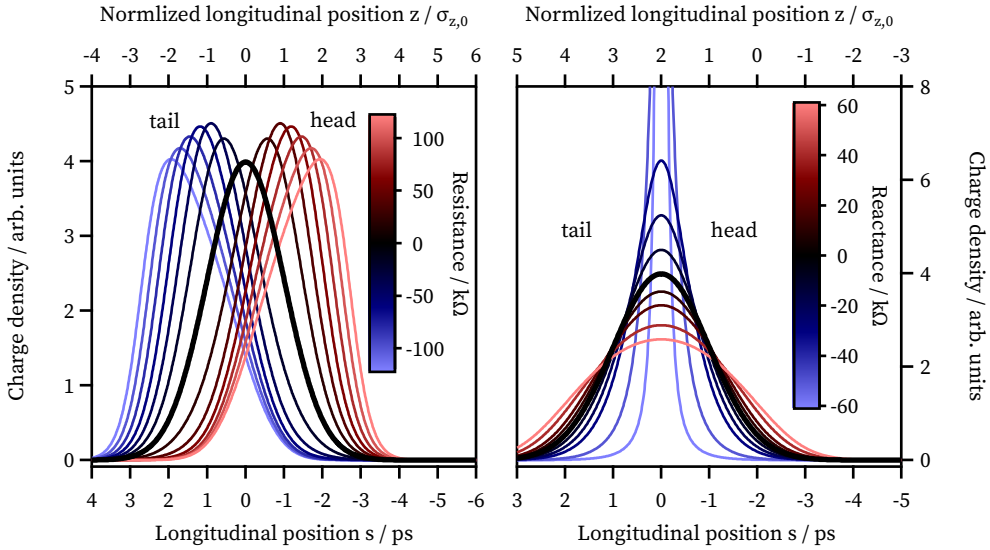 Normlized longitudinal position z / σz,0
-4 -3 -2 -1 0 -1 -2 3 4 5 6
5
4
3
2
1
0
Charge density / arb. units
tail
head
100
50
0
-50
-100
Resistance / kΩ
4 3 2 1 0 -1 -2 -3 -4 -5 -6
Longitudinal position s / ps
Normlized longitudinal position z / σz,0
5 4 3 2 1 0 -1 -2 -3
tail
head
60
40
20
0
-20
-40
-60
Reactance / kΩ
8
6
4
2
0
Charge density / arb. units
3 2 1 0 -1 -2 -3 -4 -5
Longitudinal position s / ps